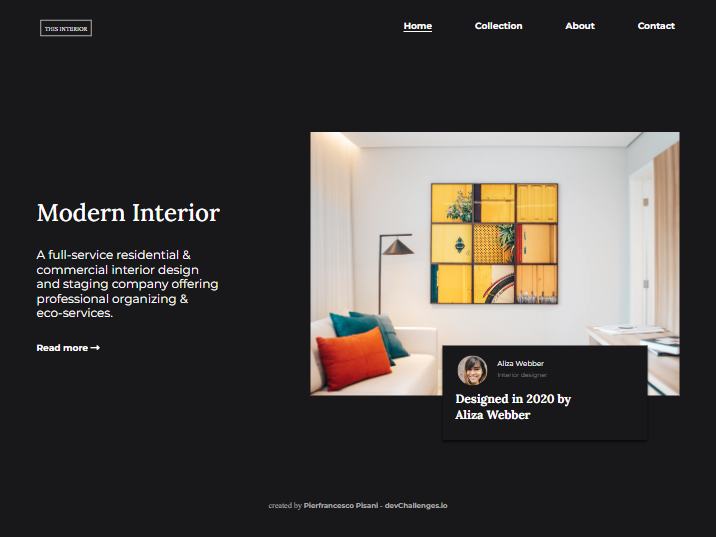 THIS INTERIOR
Home Collection About Contact
Modern Interior
A full-service residential &
commercial interior design
and staging company offering
professional organizing &
eco-services.
Read more →
Aliza Webber
Interior designer
Designed in 2020 by
Aliza Webber
created by Pierfrancesco Pisani - devChallenges.io